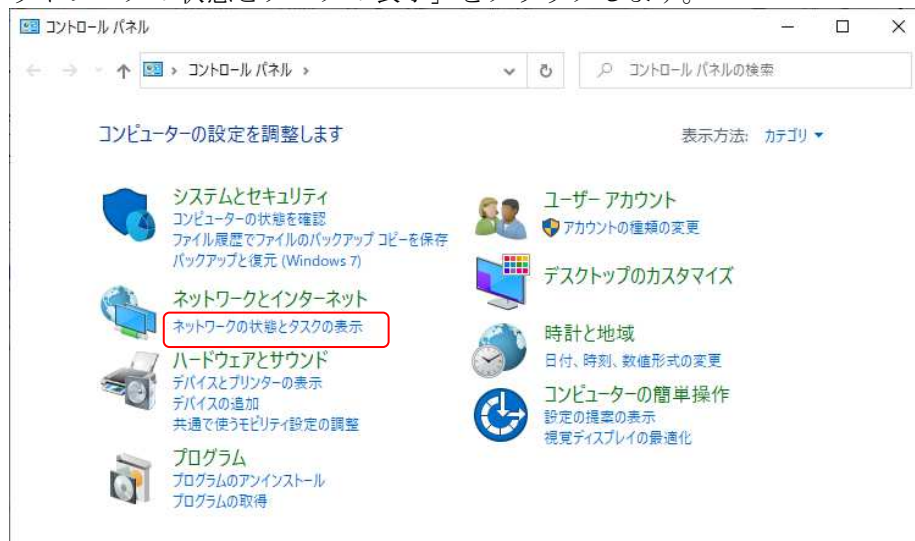 コントロール パネル
コントロール パネル
コントロール パネルの検索
コンピューターの設定を調整します
表示方法: カテゴリ
システムとセキュリティ
コンピューターの状態を確認
ファイル履歴でファイルのバックアップ コピーを保存
バックアップと復元 (Windows 7)
ネットワークとインターネット
ネットワークの状態とタスクの表示
ハードウェアとサウンド
デバイスとプリンターの表示
デバイスの追加
共通で使うモビリティ設定の調整
プログラム
プログラムのアンインストール
プログラムの取得
ユーザー アカウント
アカウントの種類の変更
デスクトップのカスタマイズ
時計と地域
日付、時刻、数値形式の変更
コンピューターの簡単操作
設定の提案の表示
視覚ディスプレイの最適化